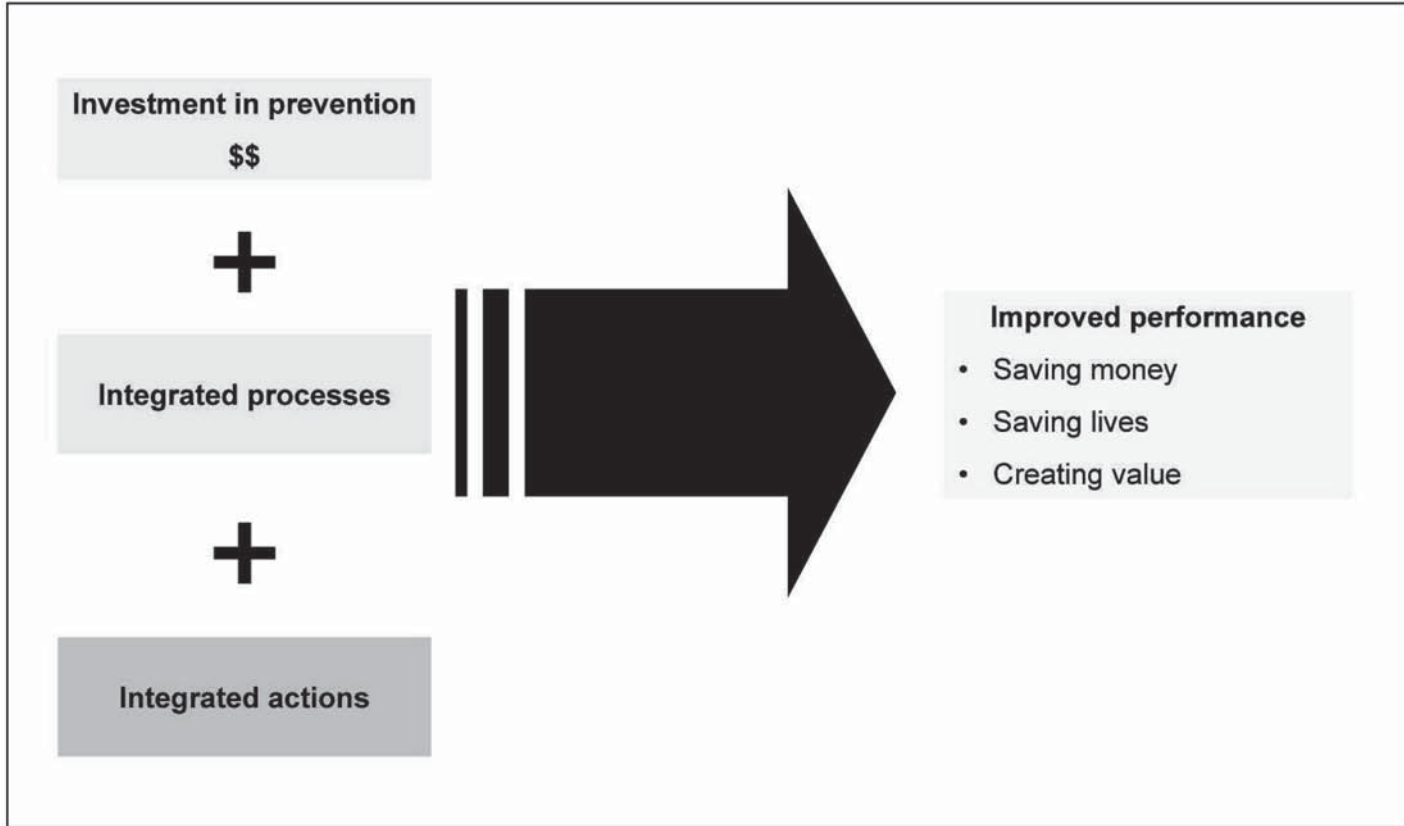 Investment in prevention
$$
+
Integrated processes
+
Integrated actions
Improved performance
• Saving money
• Saving lives
• Creating value